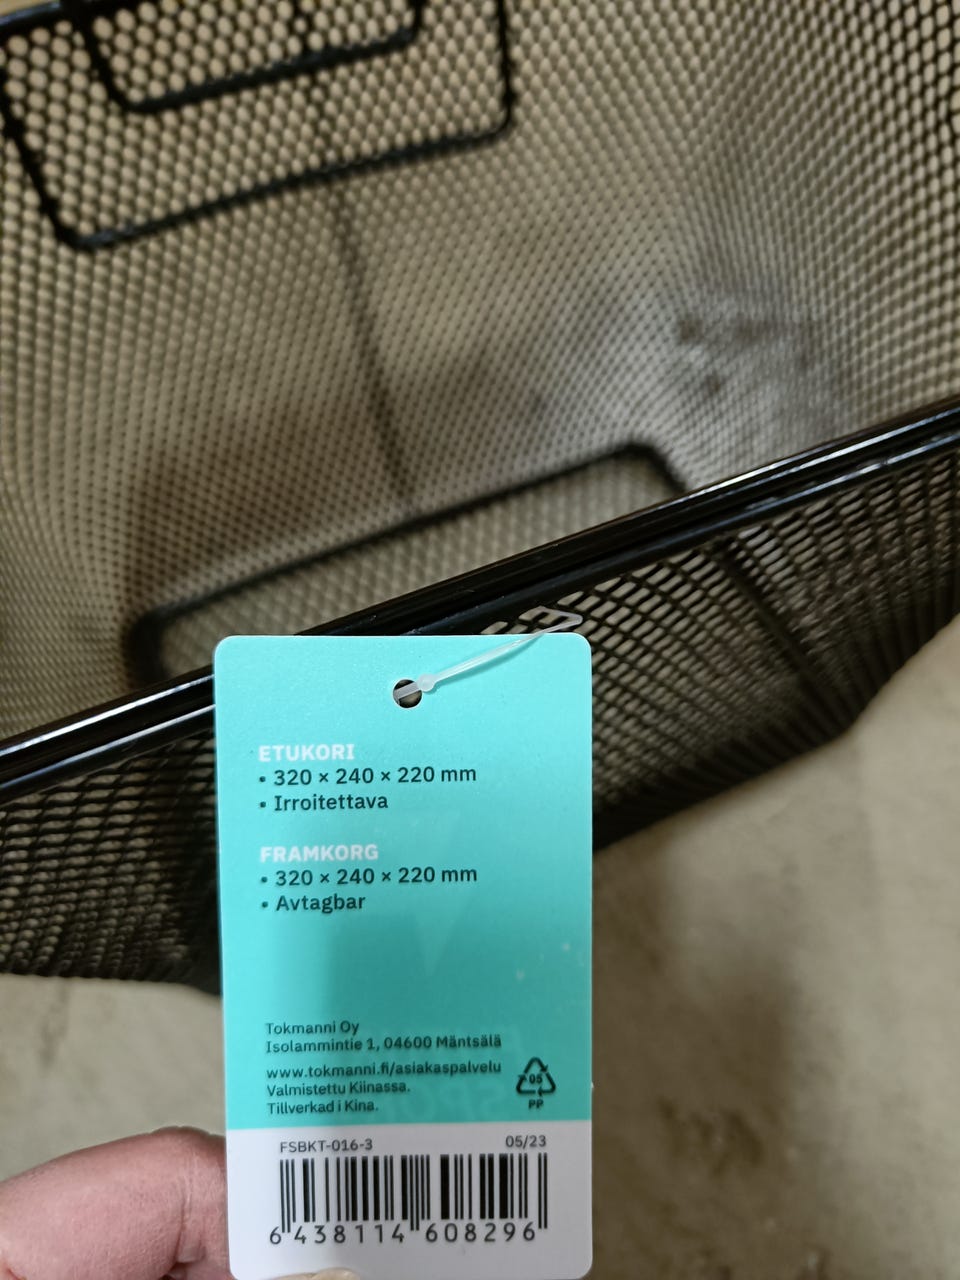 ETUKORI
• 320 × 240 × 220 mm
• Irroitettava
FRAMKORG
• 320 × 240 × 220 mm
• Avtagbar
Tokmanni Oy
Isolammintie 1, 04600 Mäntsälä
www.tokmanni.fi/asiakaspalvelu
Valmistettu Kiinassa.
Tillverkad i Kina.
05
PP
FSBKT-016-3 05/23
6 438114 608296